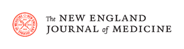 The NEW ENGLAND
JOURNAL of MEDICINE